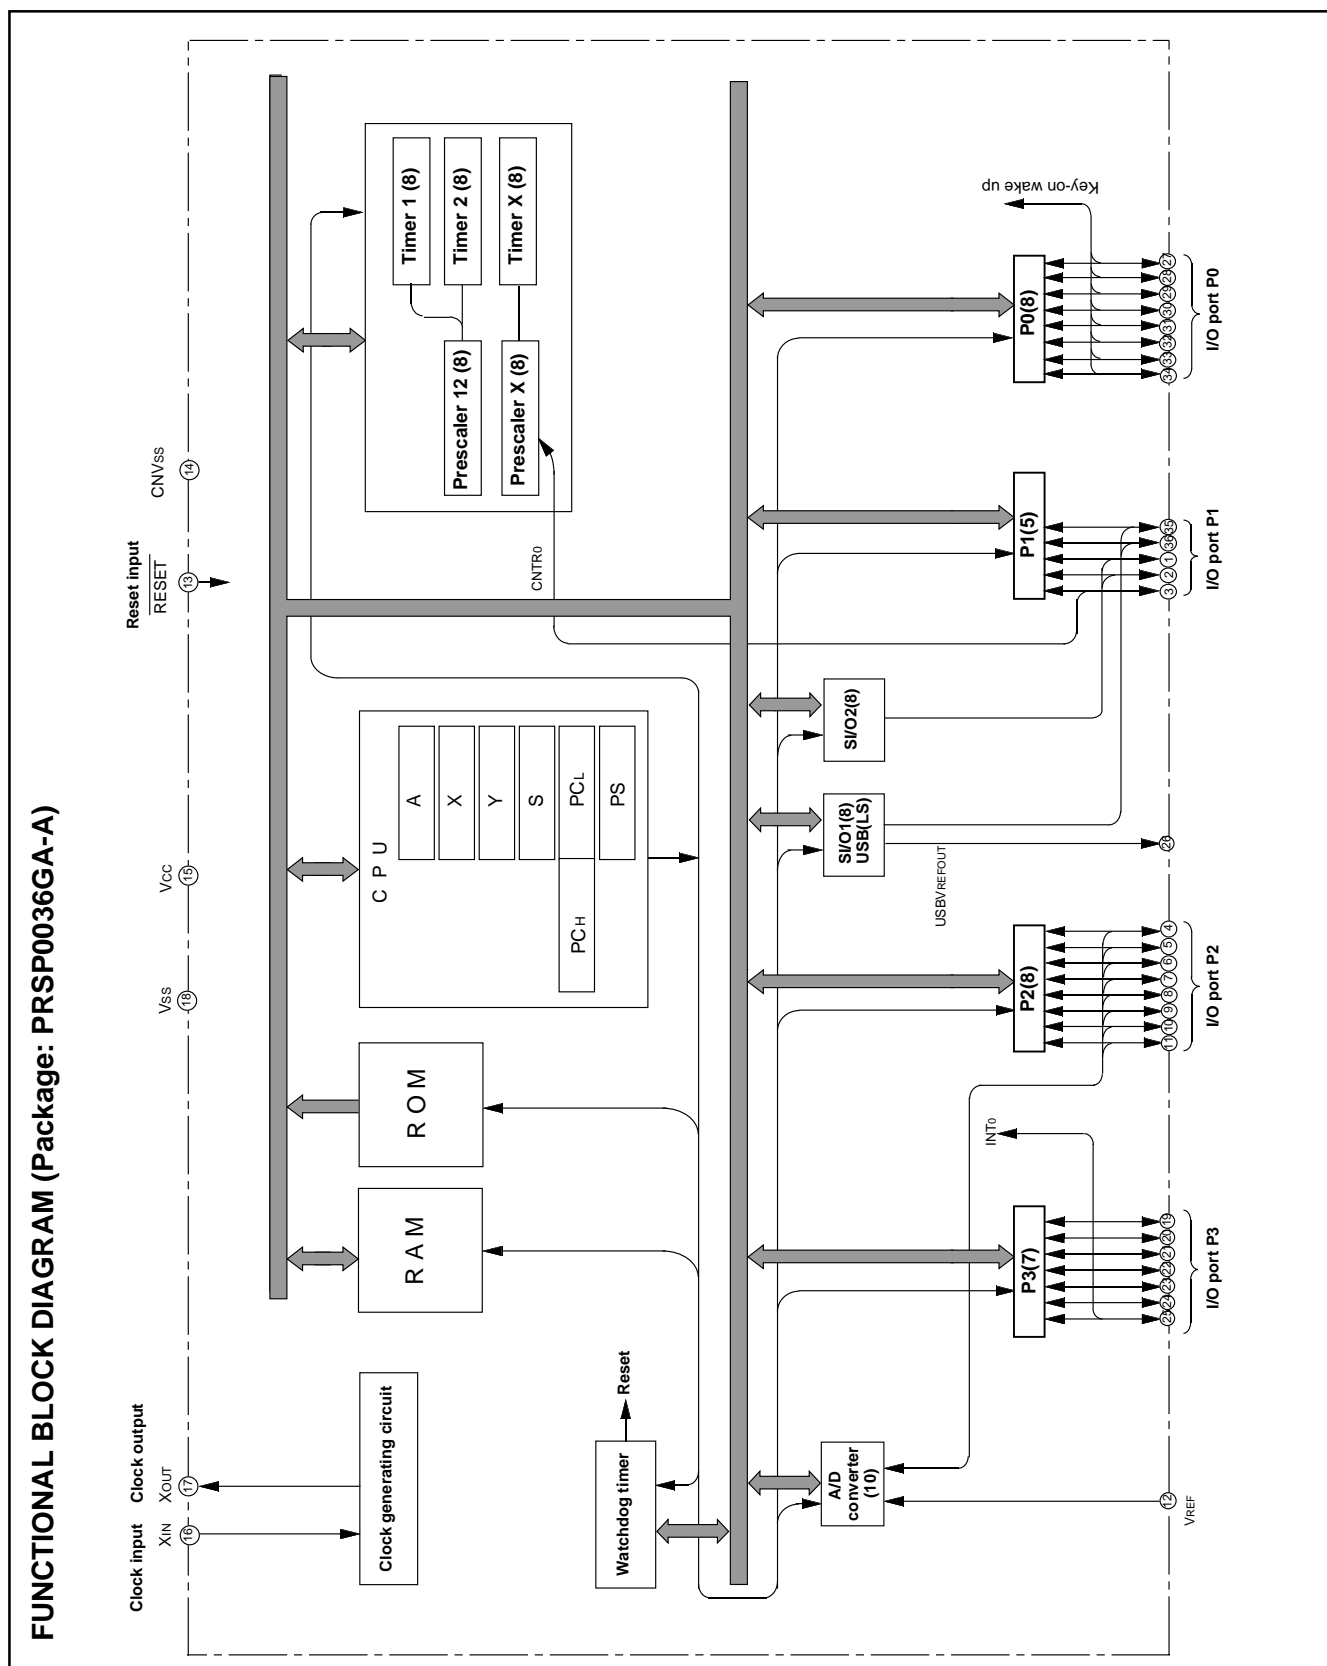 FUNCTIONAL BLOCK DIAGRAM (Package: PRSP0036GA-A)
Clock input
Clock output
Reset input
XIN
XOUT
VSS
VCC
RESET
CNVSS
16
17
18
15
13
14
Clock generating circuit
RAM
ROM
CPU
A
X
Y
S
PCH
PCL
PS
Timer 1 (8)
Prescaler 12 (8)
Timer 2 (8)
Prescaler X (8)
Timer X (8)
CNTR0
Watchdog timer
Reset
A/D
converter
(10)
SI/O1(8)
USB(LS)
SI/O2(8)
USBVREFOUT
INT0
Key-on wake up
P3(7)
P2(8)
P1(5)
P0(8)
12
25
24
23
22
21
20
19
11
10
9
8
7
6
5
4
26
3
2
1
36
35
34
33
32
31
30
29
28
27
VREF
I/O port P3
I/O port P2
I/O port P1
I/O port P0